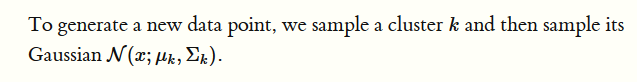 To generate a new data point, we sample a cluster k and then sample its
Gaussian 𝒩(x; μₖ, Σₖ).